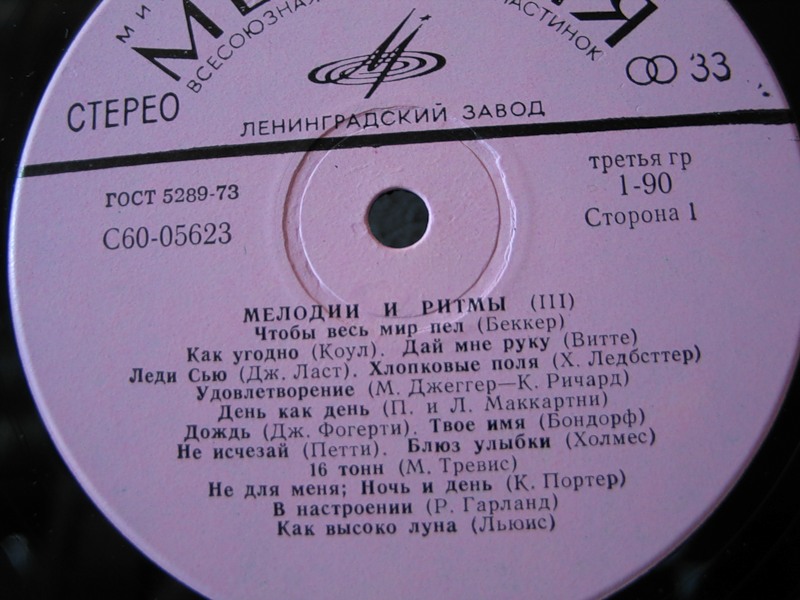 ВСЕСОЮЗНАЯ
СТЕРЕО
33
ЛЕНИНГРАДСКИЙ ЗАВОД
ГОСТ 5289-73
С60-05623
третья гр
1-90
Сторона 1
МЕЛОДИИ И РИТМЫ (III)
Чтобы весь мир пел (Беккер)
Как угодно (Коул). Дай мне руку (Витте)
Леди Сью (Дж. Ласт). Хлопковые поля (Х. Ледбсттер)
Удовлетворение (М. Джеггер—К. Ричард)
День как день (П. и Л. Маккартни)
Дождь (Дж. Фогерти). Твое имя (Бондорф)
Не исчезай (Петти). Блюз улыбки (Холмес)
16 тонн (М. Тревис)
Не для меня; Ночь и день (К. Портер)
В настроении (Р. Гарланд)
Как высоко луна (Льюис)